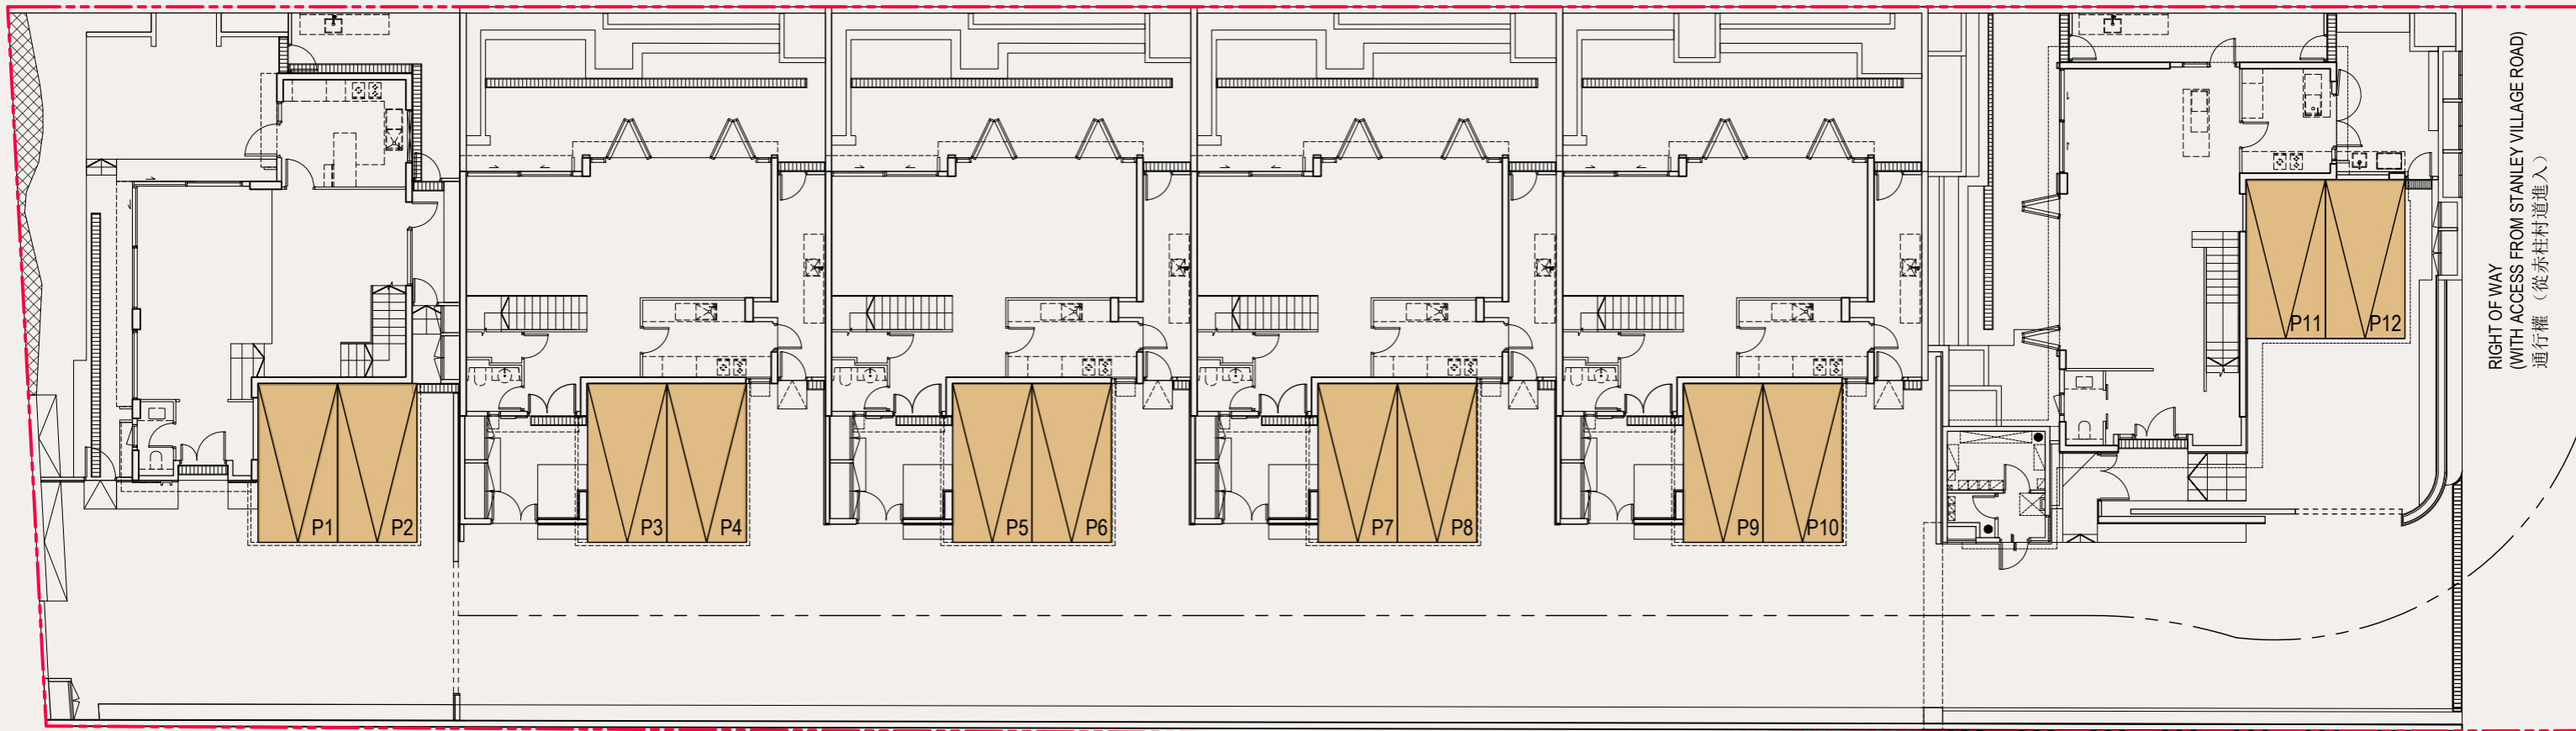 RIGHT OF WAY
(WITH ACCESS FROM STANLEY VILLAGE ROAD)
通行權（從赤柱村道進入）
P11
P12
P1
P2
P3
P4
P5
P6
P7
P8
P9
P10